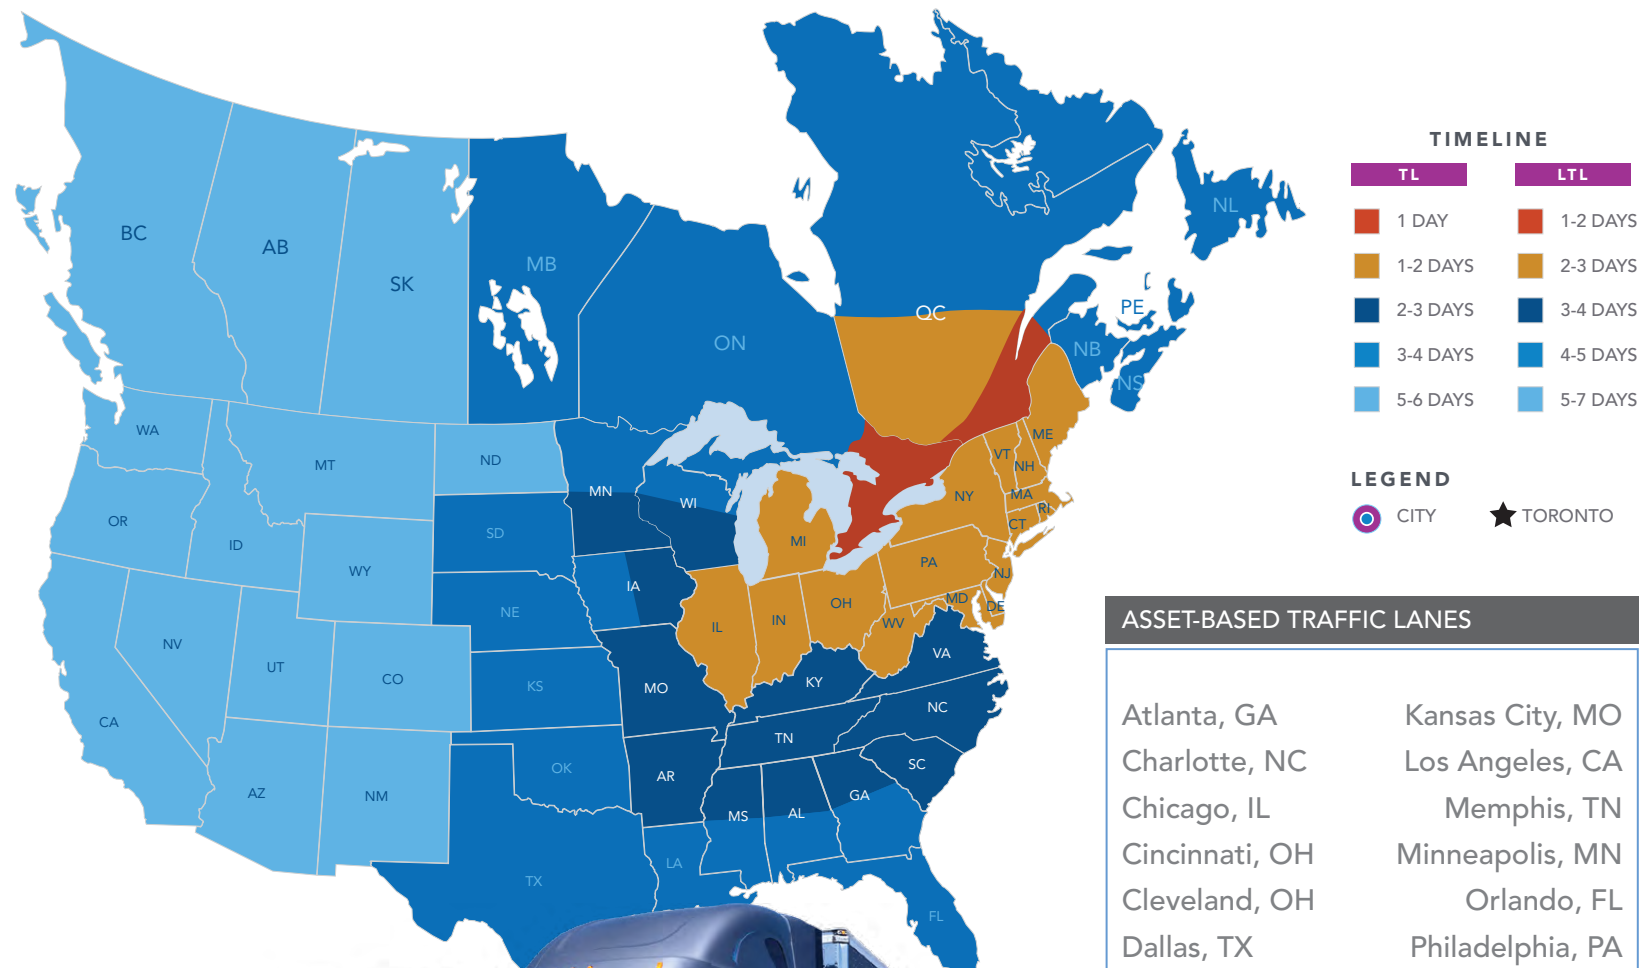 BC
AB
SK
MB
ON
QC
NL
PE
NB
NS
WA
MT
ND
MN
WI
ME
VT
NH
NY
MA
RI
CT
OR
ID
WY
SD
IA
MI
PA
NJ
NE
IL
IN
OH
WV
MD
DE
NV
UT
CO
KS
MO
KY
VA
CA
NC
TN
AZ
NM
OK
AR
SC
MS
AL
GA
TX
LA
FL
TIMELINE
TL LTL
1 DAY 1-2 DAYS
1-2 DAYS 2-3 DAYS
2-3 DAYS 3-4 DAYS
3-4 DAYS 4-5 DAYS
5-6 DAYS 5-7 DAYS
LEGEND
CITY TORONTO
ASSET-BASED TRAFFIC LANES
Atlanta, GA Kansas City, MO
Charlotte, NC Los Angeles, CA
Chicago, IL Memphis, TN
Cincinnati, OH Minneapolis, MN
Cleveland, OH Orlando, FL
Dallas, TX Philadelphia, PA